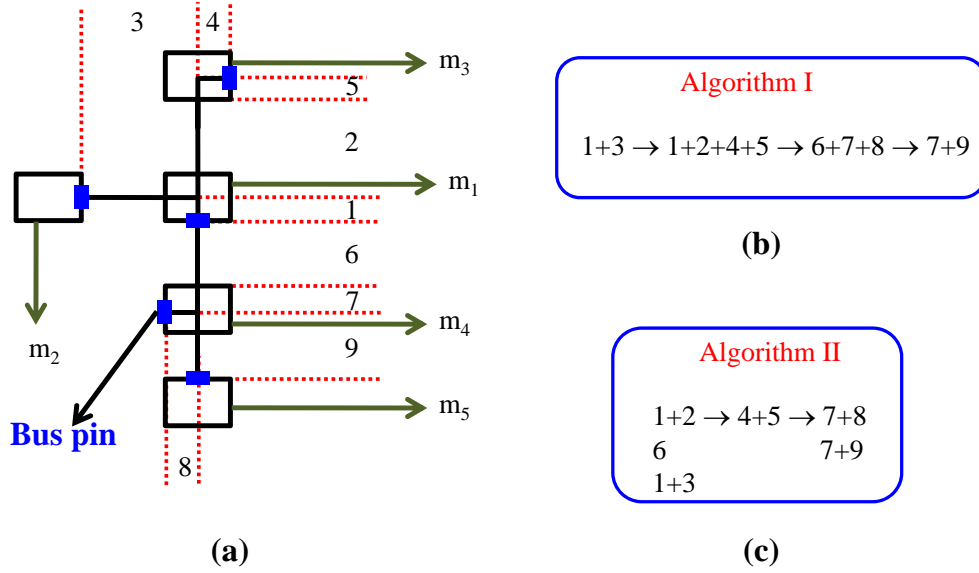 3
4
m3
5
2
m1
1
6
7
m4
9
m2
m5
Bus pin
8
(a)
Algorithm I
1+3 → 1+2+4+5 → 6+7+8 → 7+9
(b)
Algorithm II
1+2 → 4+5 → 7+8
6 7+9
1+3
(c)